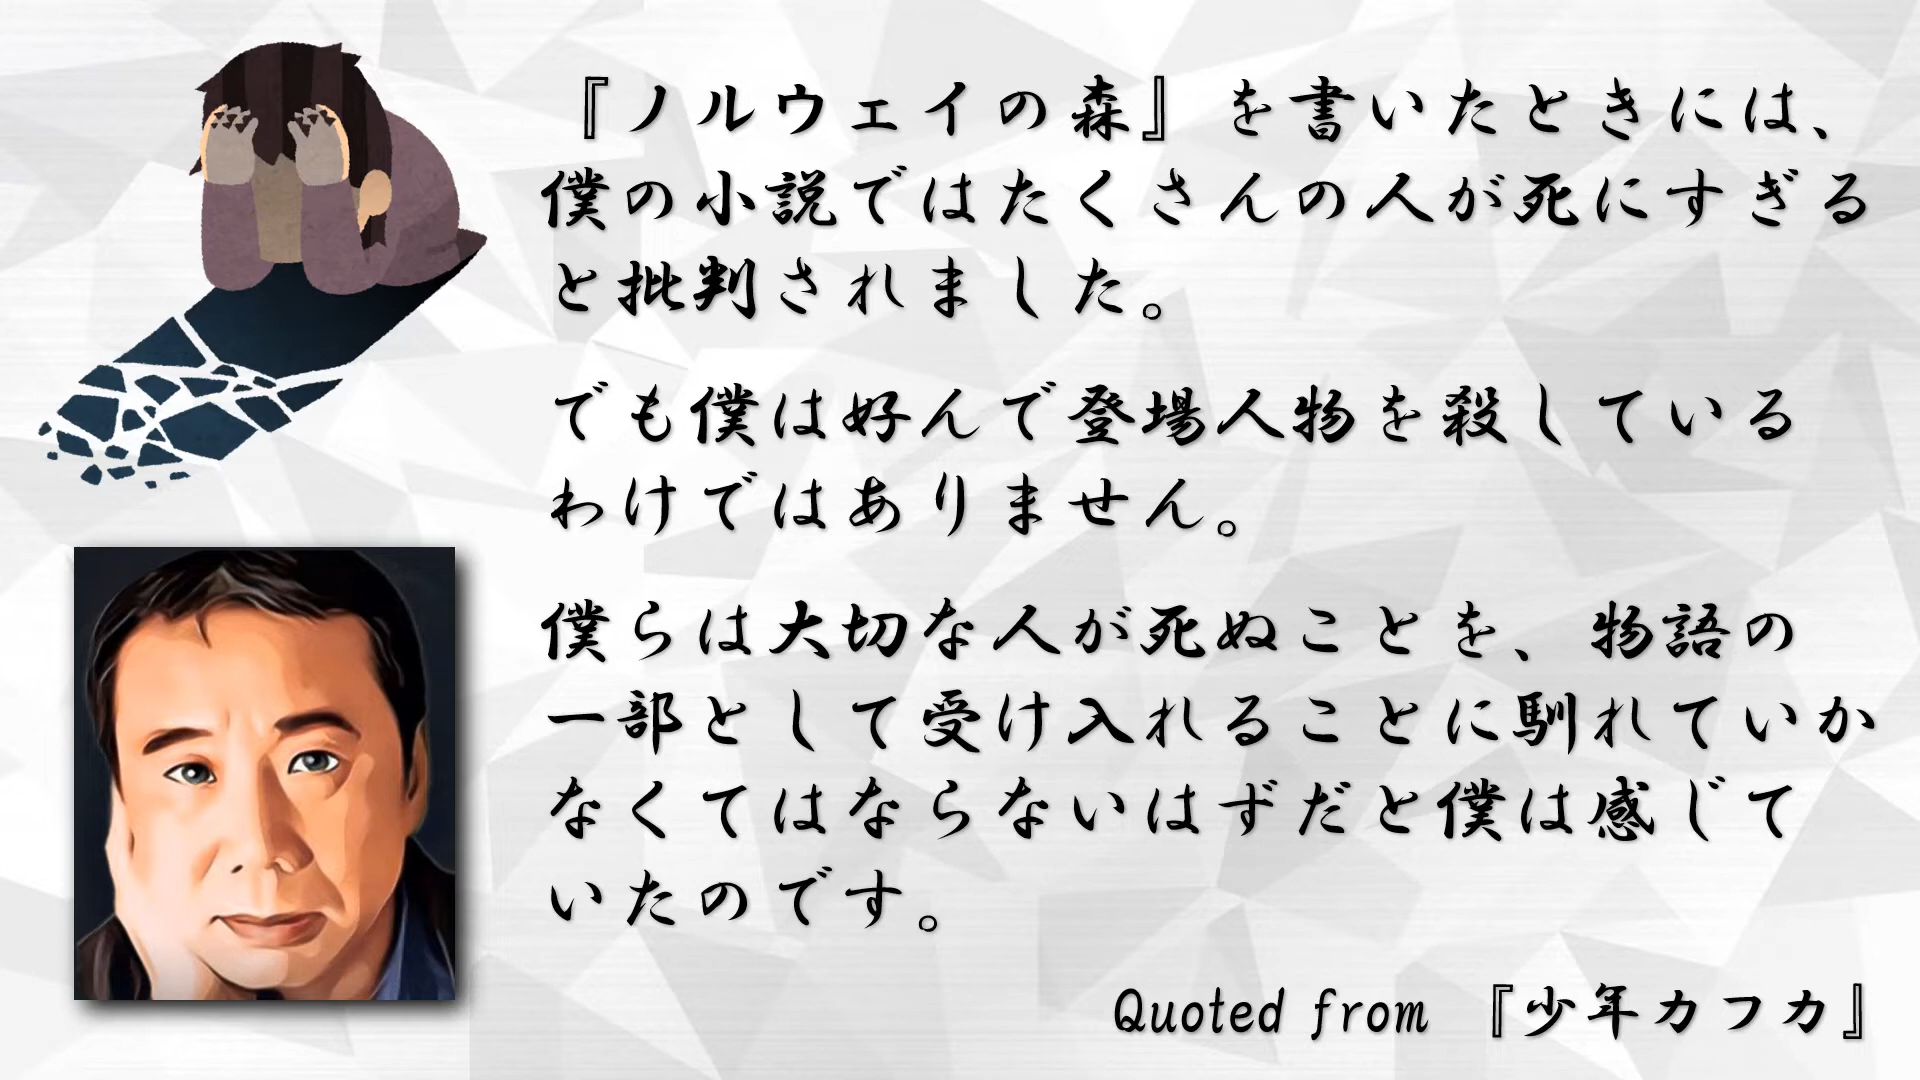 『ノルウェイの森』を書いたときには、
僕の小説ではたくさんの人が死にすぎる
と批判されました。
でも僕は好んで登場人物を殺している
わけではありません。
僕らは大切な人が死ぬことを、物語の
一部として受け入れることに馴れていか
なくてはならないはずだと僕は感じて
いたのです。
Quoted from 『少年カフカ』